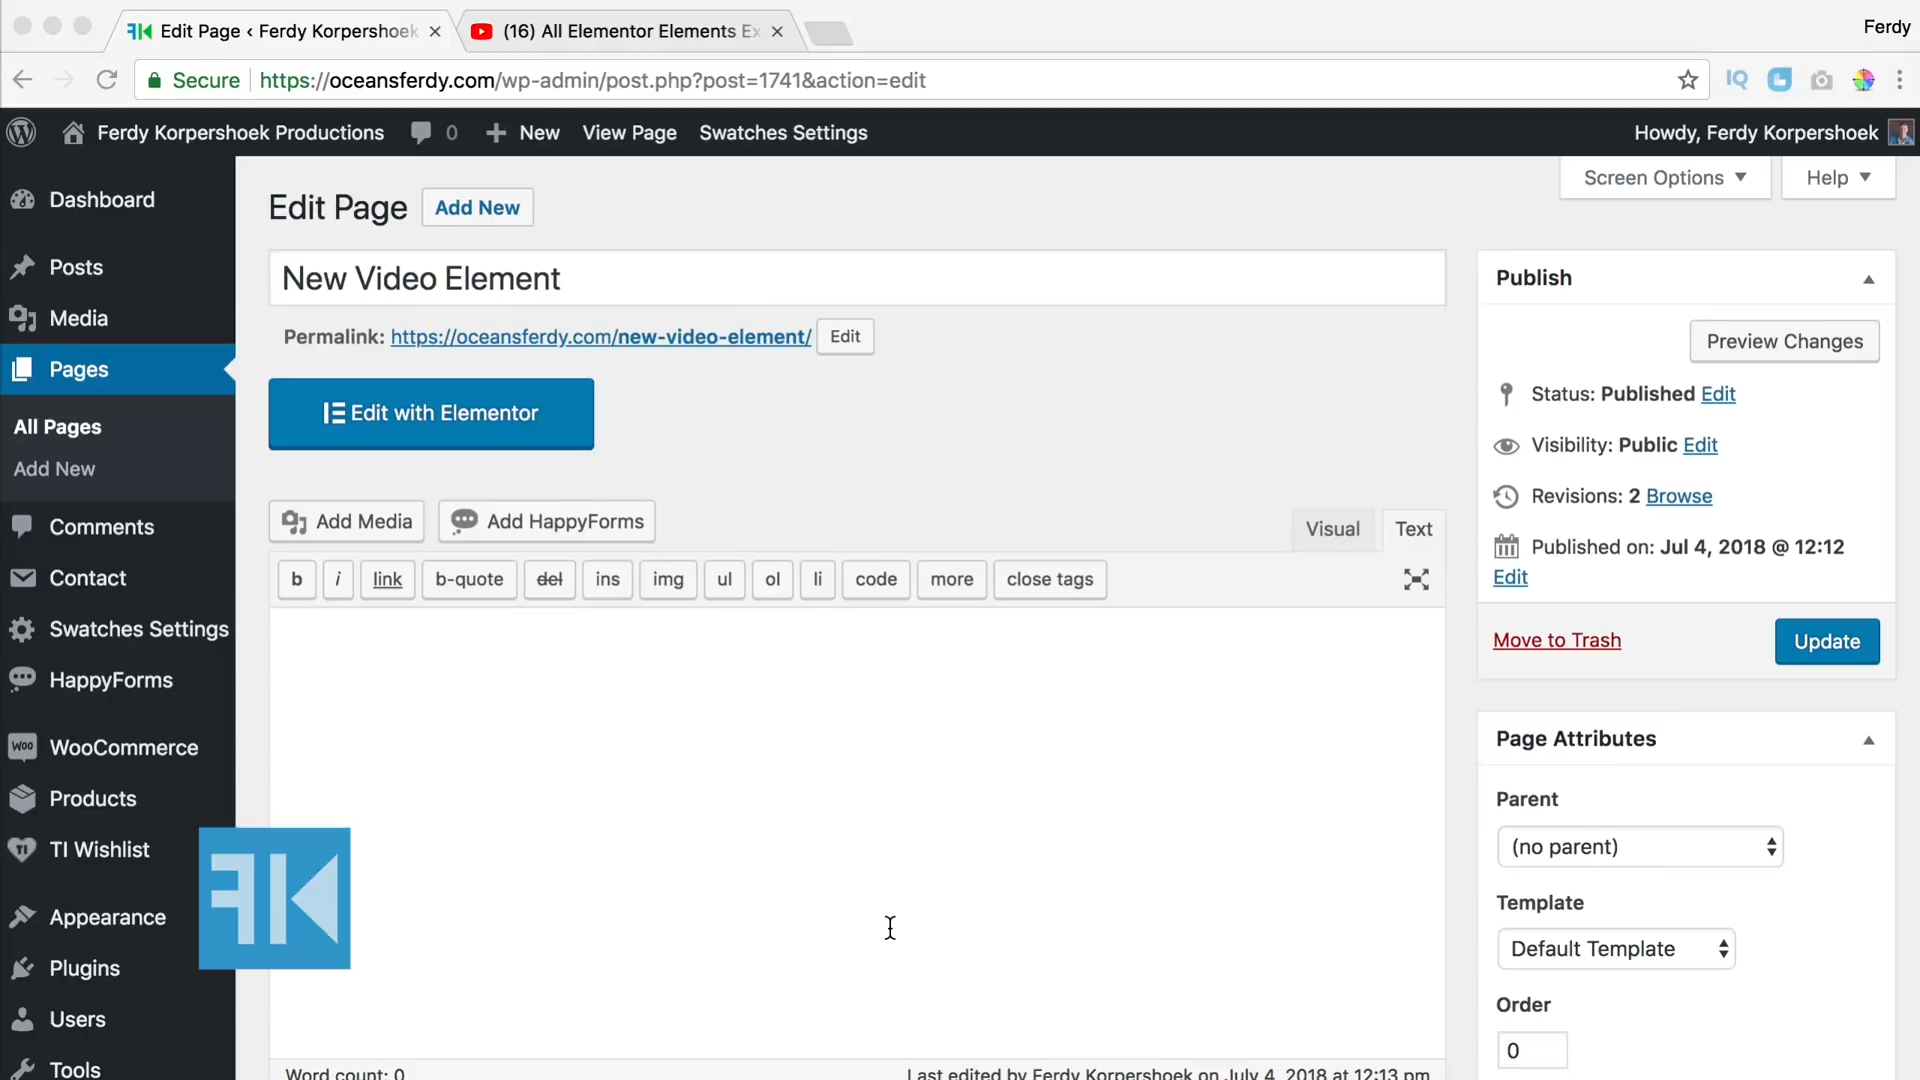 Edit Page ‹ Ferdy Korpershoek
(16) All Elementor Elements Ex
Ferdy
Secure
https://oceansferdy.com/wp-admin/post.php?post=1741&action=edit
Ferdy Korpershoek Productions
0
New
View Page
Swatches Settings
Howdy, Ferdy Korpershoek
Screen Options
Help
Dashboard
Posts
Media
Pages
All Pages
Add New
Comments
Contact
Swatches Settings
HappyForms
WOO
WooCommerce
Products
TI
TI Wishlist
Appearance
Plugins
Users
Tools
FK
Edit Page
Add New
New Video Element
Permalink: https://oceansferdy.com/new-video-element/
Edit
Edit with Elementor
Add Media
Add HappyForms
Visual
Text
b
i
link
b-quote
del
ins
img
ul
ol
li
code
more
close tags
Word count: 0
Last edited by Ferdy Korpershoek on July 4, 2018 at 12:13 pm
Publish
Preview Changes
Status: Published Edit
Visibility: Public Edit
Revisions: 2 Browse
Published on: Jul 4, 2018 @ 12:12
Edit
Move to Trash
Update
Page Attributes
Parent
(no parent)
Template
Default Template
Order
0